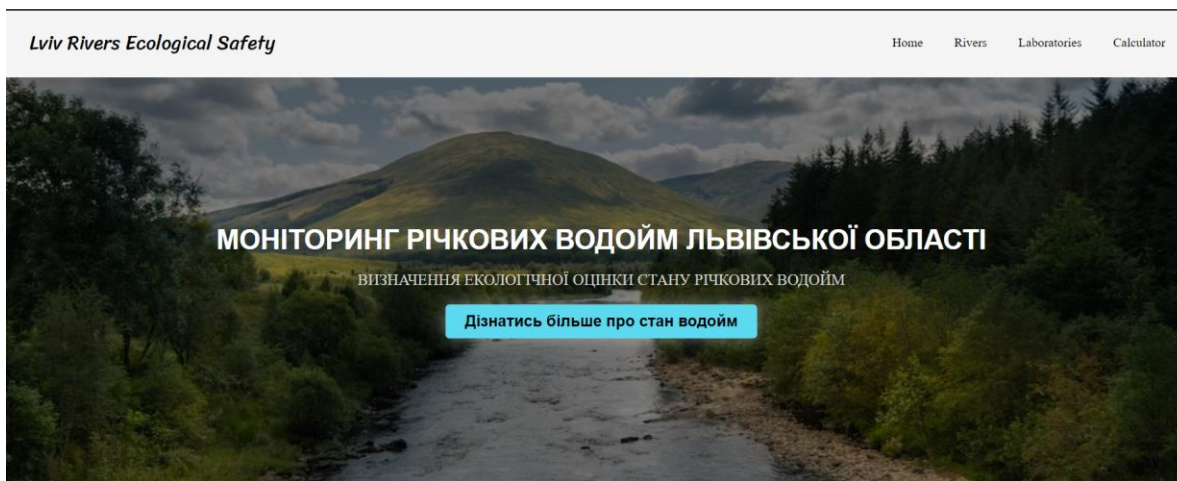 Lviv Rivers Ecological Safety
Home Rivers Laboratories Calculator
МОНІТОРИНГ РІЧКОВИХ ВОДОЙМ ЛЬВІВСЬКОЇ ОБЛАСТІ
ВИЗНАЧЕННЯ ЕКОЛОГІЧНОЇ ОЦІНКИ СТАНУ РІЧКОВИХ ВОДОЙМ
Дізнатись більше про стан водойм